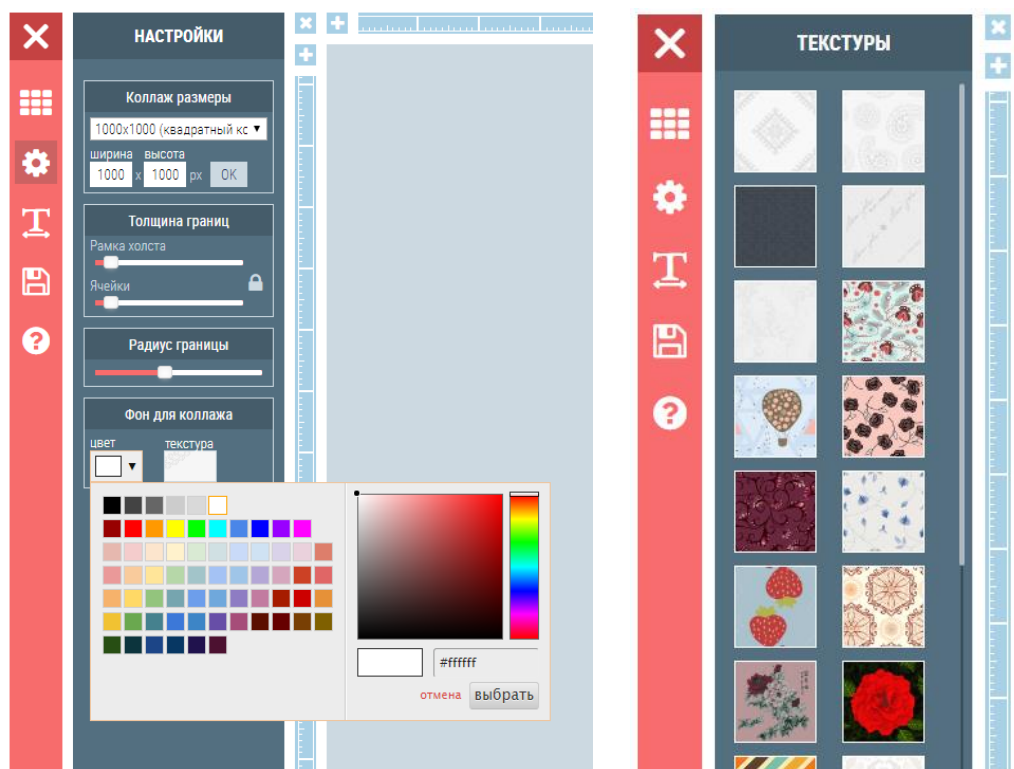 НАСТРОЙКИ
Коллаж размеры
1000x1000 (квадратный кс
ширина высота
1000 x 1000 px OK
Толщина границ
Рамка холста
Ячейки
Радиус границы
Фон для коллажа
цвет текстура
#ffffff
отмена выбрать
ТЕКСТУРЫ